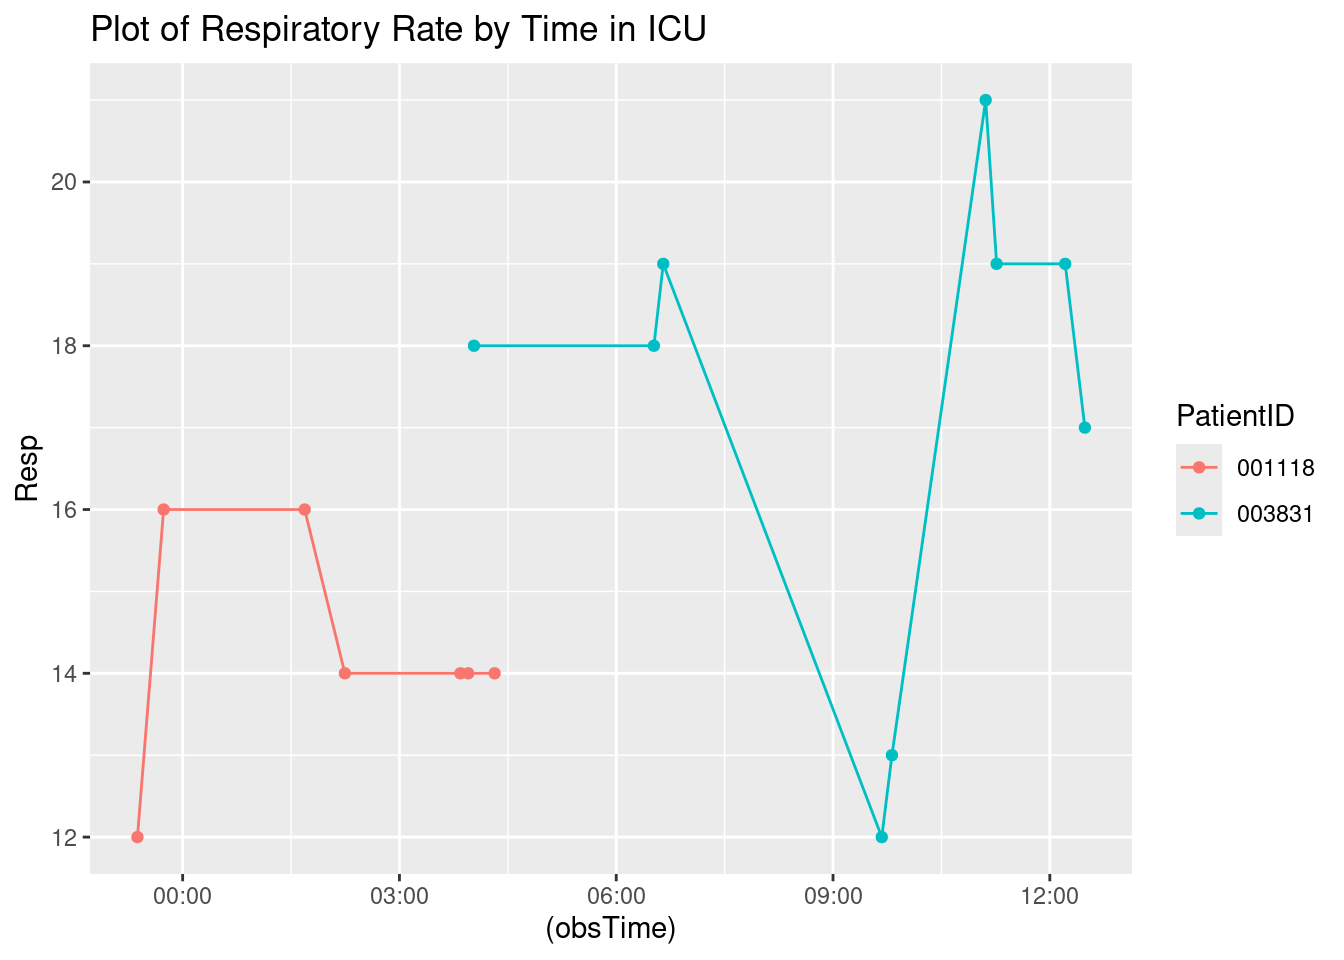 Plot of Respiratory Rate by Time in ICU
20
18
16
14
12
Resp
00:00 03:00 06:00 09:00 12:00
(obsTime)
PatientID
001118
003831